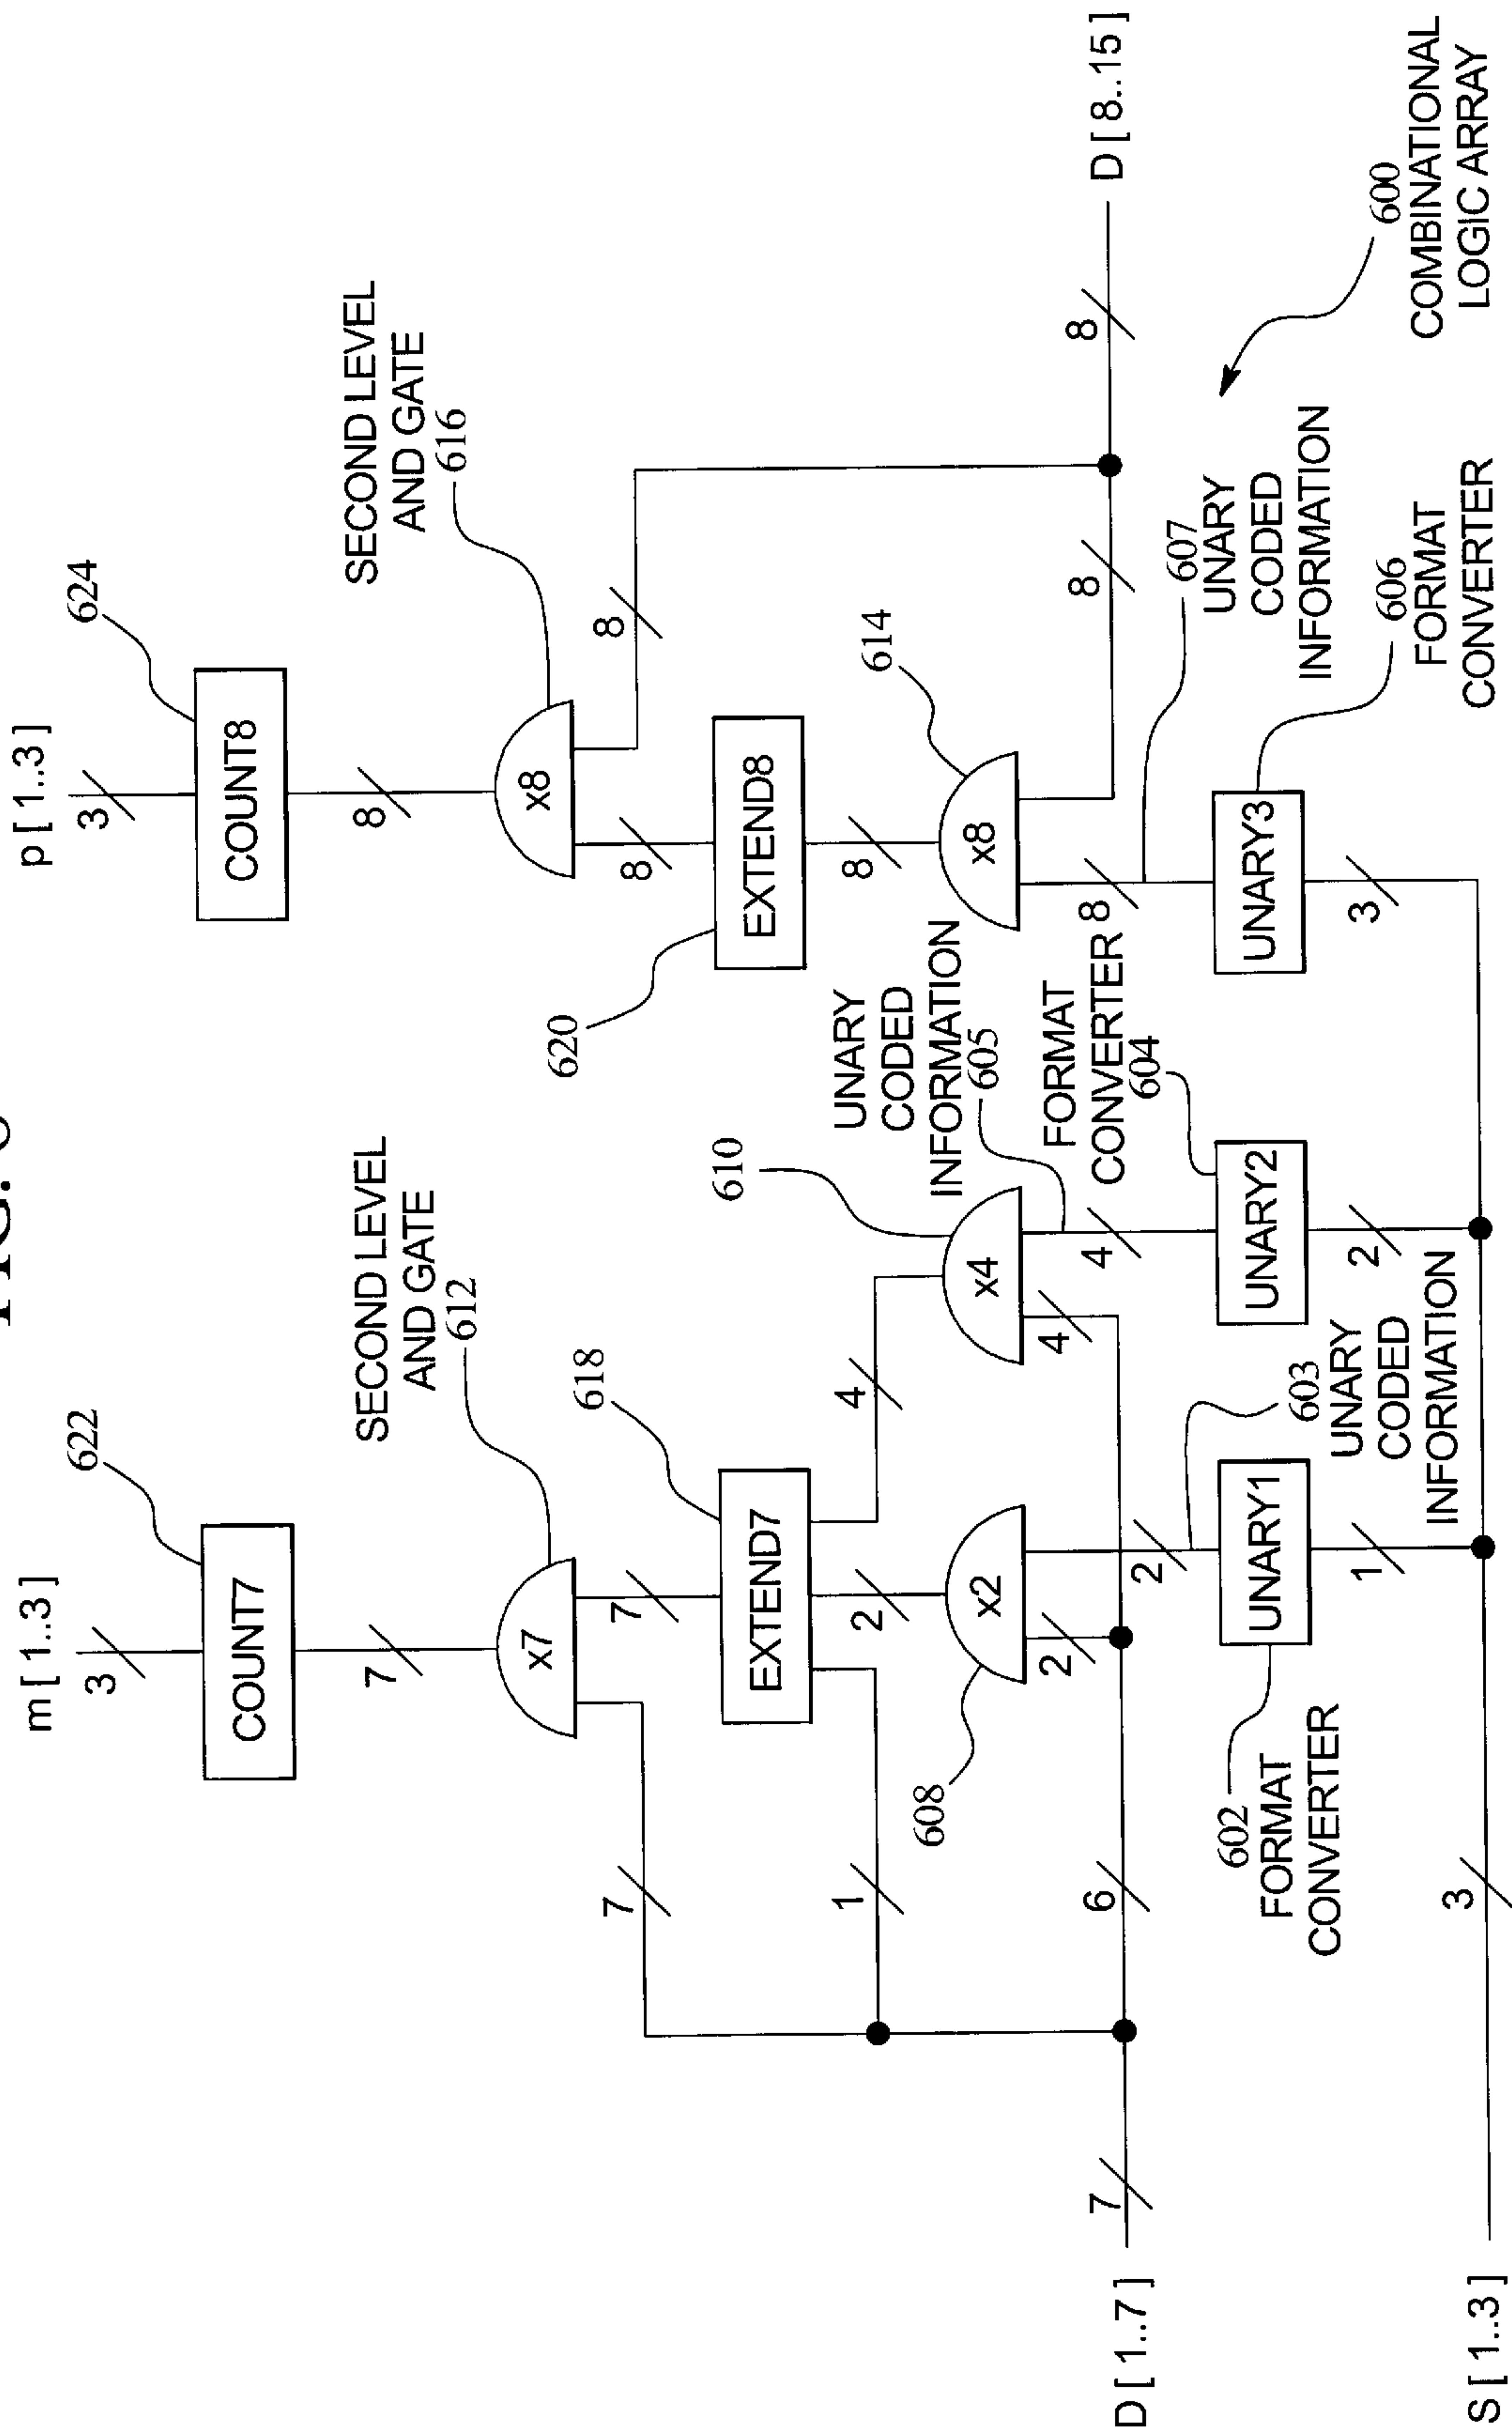 FIG. 6
m [ 1..3 ]
3
622
COUNT7
7
SECOND LEVEL
AND GATE
612
x7
7
7
618
EXTEND7
1
2
4
x2
608
2
2
6
7
D [ 1..7 ]
610
x4
4
4
UNARY
CODED
INFORMATION
605
FORMAT
CONVERTER
604
UNARY2
2
603
UNARY
CODED
INFORMATION
UNARY1
1
602
FORMAT
CONVERTER
3
S [ 1..3 ]
p [ 1..3 ]
3
624
COUNT8
8
SECOND LEVEL
AND GATE
616
x8
8
8
620
EXTEND8
8
614
x8
8
8
8
D [ 8..15 ]
607
UNARY
CODED
INFORMATION
606
FORMAT
CONVERTER
UNARY3
3
600
COMBINATIONAL
LOGIC ARRAY